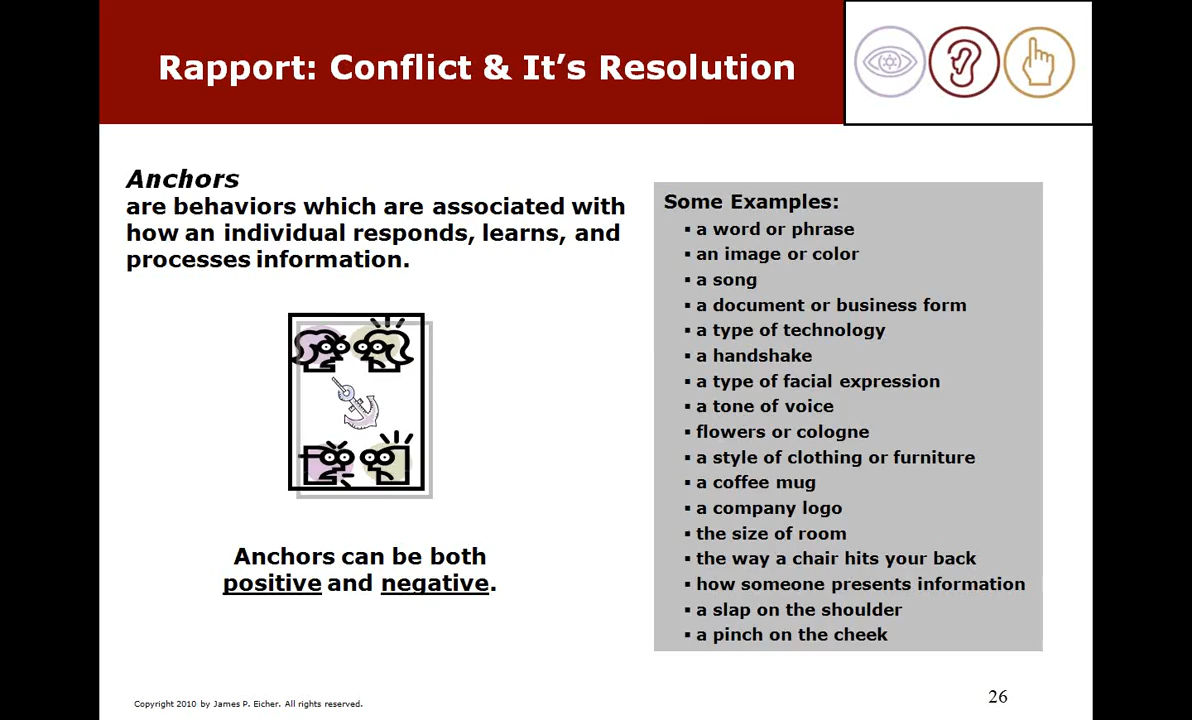 Rapport: Conflict & It’s Resolution
Anchors
are behaviors which are associated with
how an individual responds, learns, and
processes information.
Anchors can be both
positive and negative.
Some Examples:
▪ a word or phrase
▪ an image or color
▪ a song
▪ a document or business form
▪ a type of technology
▪ a handshake
▪ a type of facial expression
▪ a tone of voice
▪ flowers or cologne
▪ a style of clothing or furniture
▪ a coffee mug
▪ a company logo
▪ the size of room
▪ the way a chair hits your back
▪ how someone presents information
▪ a slap on the shoulder
▪ a pinch on the cheek
Copyright 2010 by James P. Eicher. All rights reserved.
26